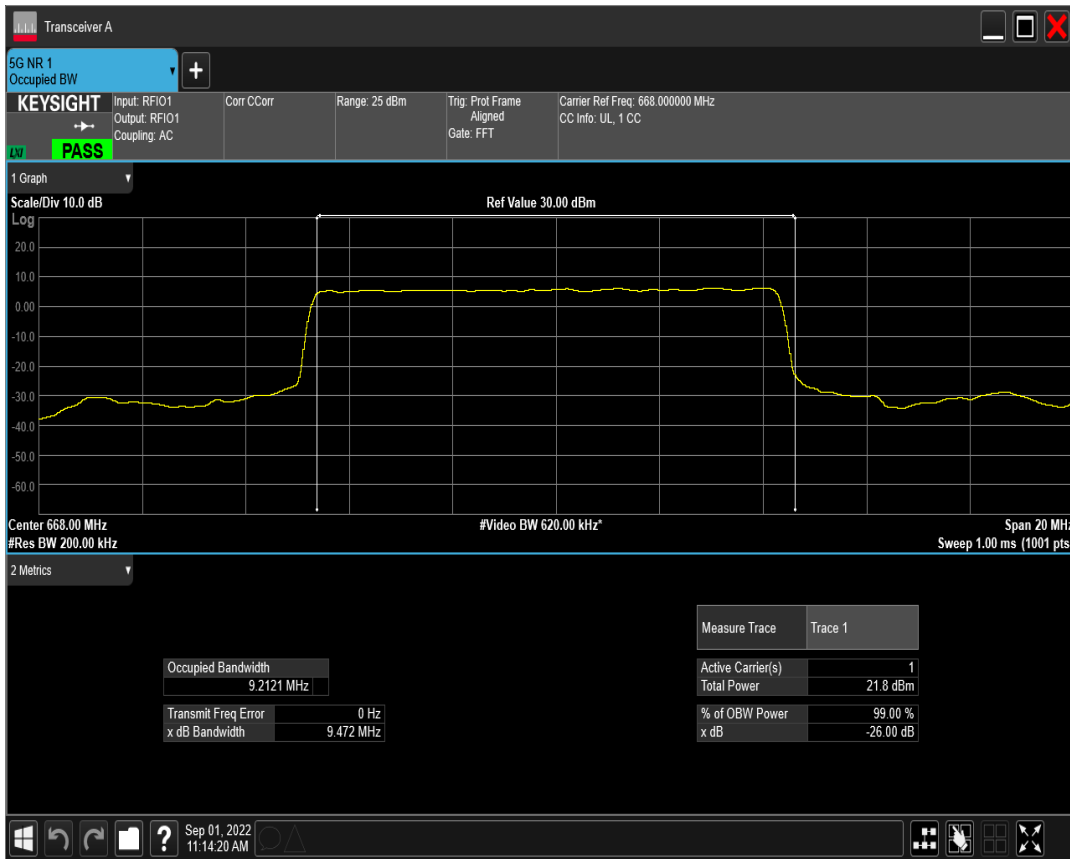 Transceiver A
5G NR 1
Occupied BW
KEYSIGHT
LXI
PASS
Input: RFIO1
Output: RFIO1
Coupling: AC
Corr CCorr
Range: 25 dBm
Trig: Prot Frame
Aligned
Gate: FFT
Carrier Ref Freq: 668.000000 MHz
CC Info: UL, 1 CC
1 Graph
Scale/Div 10.0 dB
Ref Value 30.00 dBm
Log
20.0
10.0
0.00
-10.0
-20.0
-30.0
-40.0
-50.0
-60.0
Center 668.00 MHz
#Video BW 620.00 kHz*
Span 20 MHz
#Res BW 200.00 kHz
Sweep 1.00 ms (1001 pts
2 Metrics
Measure Trace Trace 1
Occupied Bandwidth
9.2121 MHz
Active Carrier(s) 1
Total Power 21.8 dBm
Transmit Freq Error 0 Hz
x dB Bandwidth 9.472 MHz
% of OBW Power 99.00 %
x dB -26.00 dB
?
Sep 01, 2022
11:14:20 AM